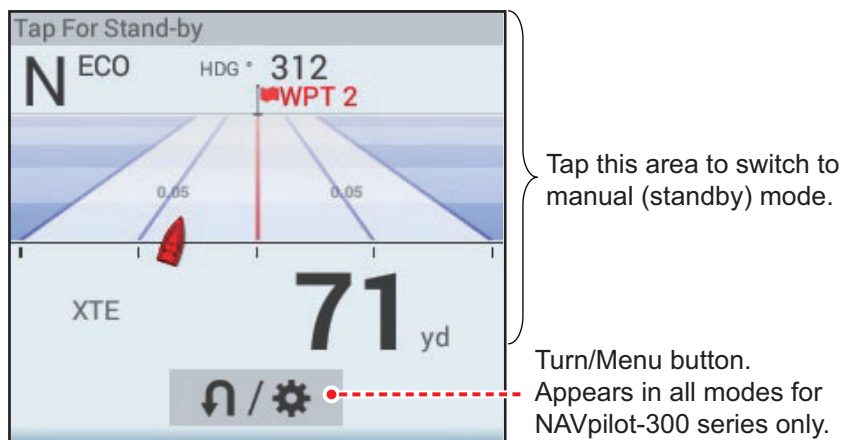 Tap For Stand-by
N ECO HDG ° 312
WPT 2
0.05 0.05
XTE 71 yd
/
Tap this area to switch to
manual (standby) mode.
Turn/Menu button.
Appears in all modes for
NAVpilot-300 series only.